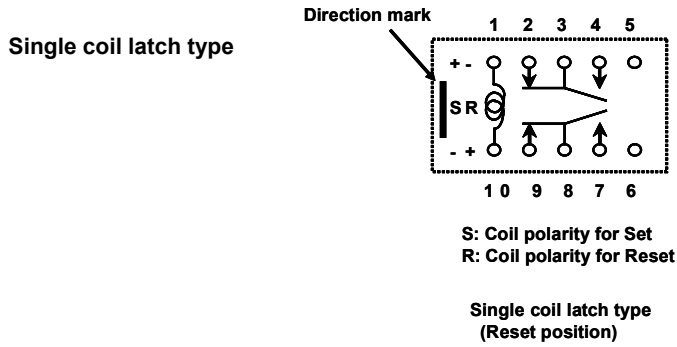 Direction mark
Single coil latch type
1 2 3 4 5
+ -
S R
- +
1 0 9 8 7 6
S: Coil polarity for Set
R: Coil polarity for Reset
Single coil latch type
(Reset position)